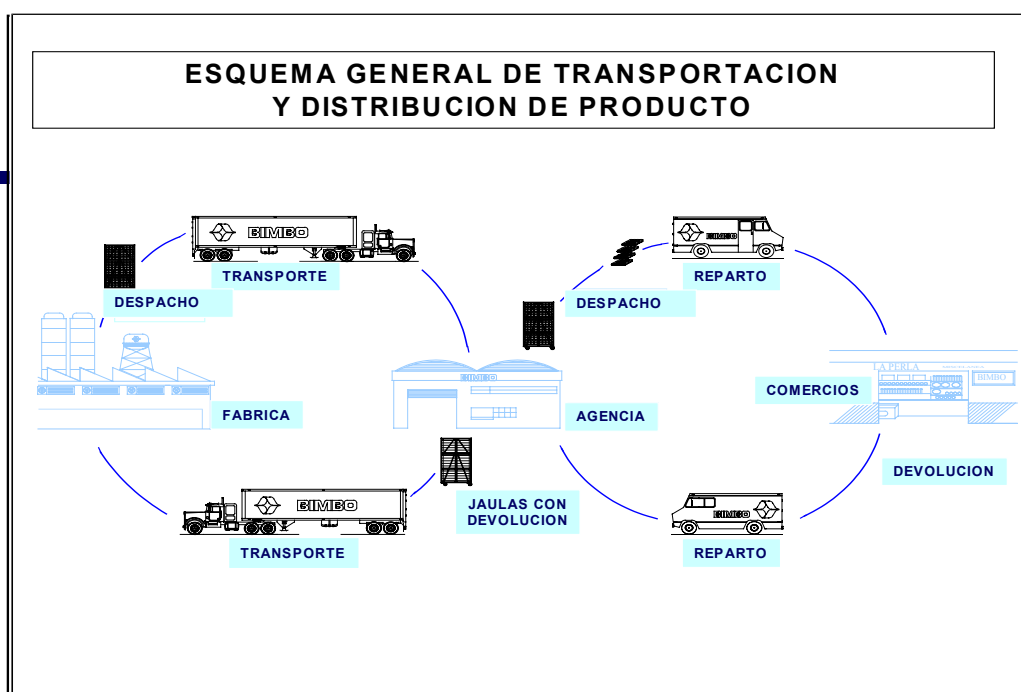 ESQUEMA GENERAL DE TRANSPORTACION
Y DISTRIBUCION DE PRODUCTO
BIMBO
BIMBO
TRANSPORTE
REPARTO
DESPACHO
DESPACHO
LA PERLA
BIMBO
BIMBO
COMERCIOS
FABRICA
AGENCIA
DEVOLUCION
JAULAS CON
DEVOLUCION
BIMBO
BIMBO
TRANSPORTE
REPARTO